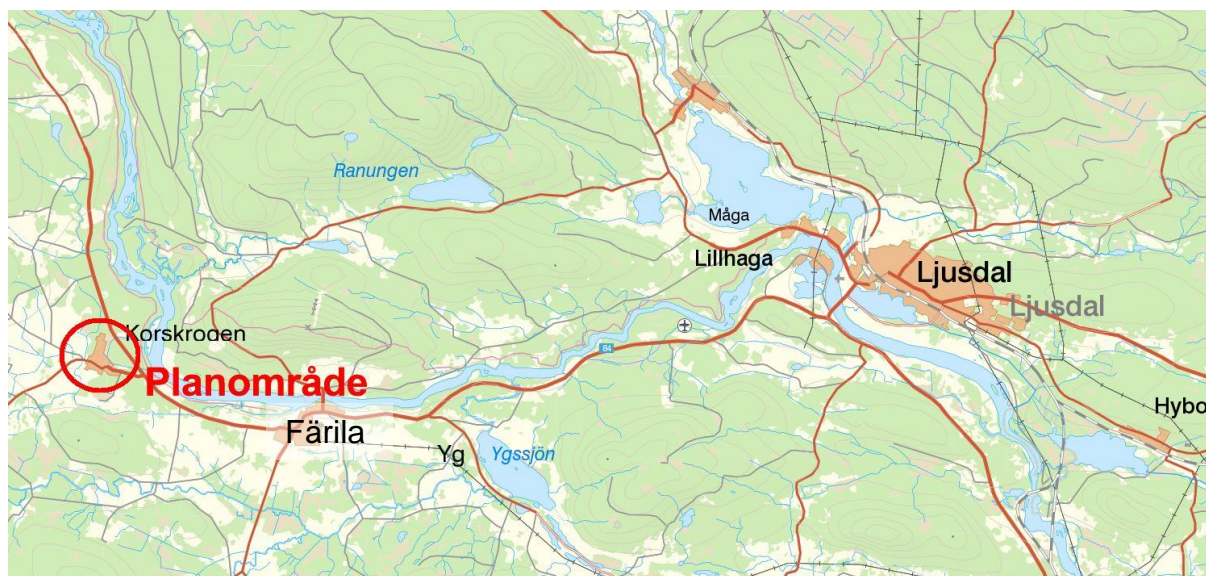 Ranungen
Måga
Lillhaga
Ljusdal
Ljusdal
Korskrogen
84
Planområde
Hybo
Färila
Yg
Ygssjön